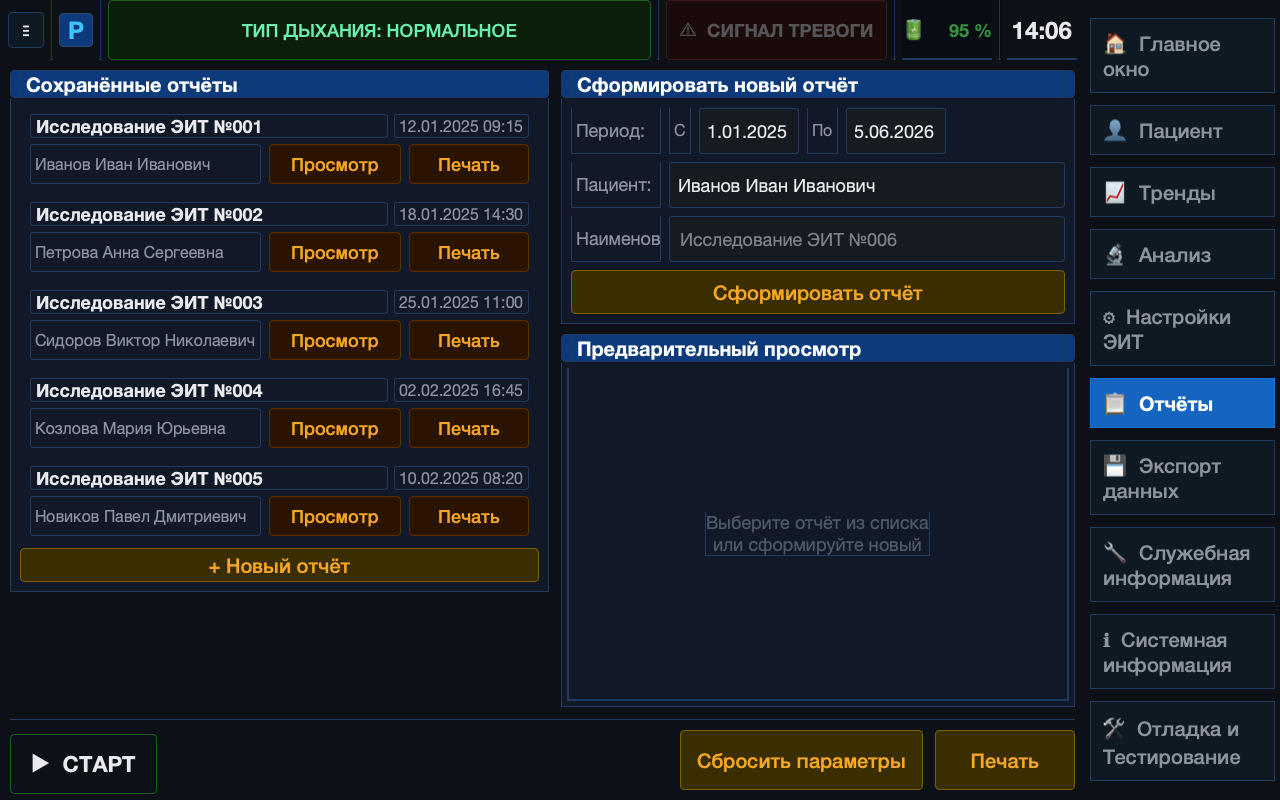 P
ТИП ДЫХАНИЯ: НОРМАЛЬНОЕ
⚠ СИГНАЛ ТРЕВОГИ
95 %
14:06
Сохранённые отчёты
Исследование ЭИТ №001
12.01.2025 09:15
Иванов Иван Иванович
Просмотр
Печать
Исследование ЭИТ №002
18.01.2025 14:30
Петрова Анна Сергеевна
Просмотр
Печать
Исследование ЭИТ №003
25.01.2025 11:00
Сидоров Виктор Николаевич
Просмотр
Печать
Исследование ЭИТ №004
02.02.2025 16:45
Козлова Мария Юрьевна
Просмотр
Печать
Исследование ЭИТ №005
10.02.2025 08:20
Новиков Павел Дмитриевич
Просмотр
Печать
+ Новый отчёт
Сформировать новый отчёт
Период:
С
1.01.2025
По
5.06.2026
Пациент:
Иванов Иван Иванович
Наименов
Исследование ЭИТ №006
Сформировать отчёт
Предварительный просмотр
Выберите отчёт из списка
или сформируйте новый
Главное
окно
Пациент
Тренды
Анализ
Настройки
ЭИТ
Отчёты
Экспорт
данных
Служебная
информация
ℹ Системная
информация
Отладка и
Тестирование
▶ СТАРТ
Сбросить параметры
Печать